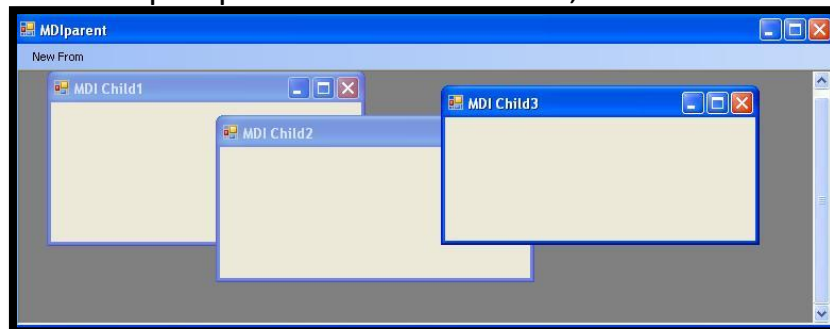 MDIparent
New From
MDI Child1
MDI Child2
MDI Child3